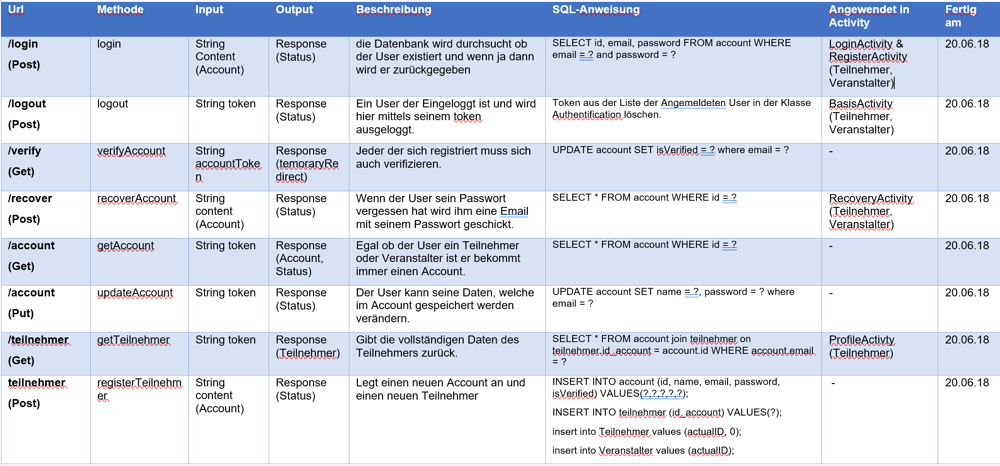 Url Methode Input Output Beschreibung SQL-Anweisung Angewendet in Activity Fertig am
/login
(Post)
login
String
Content
(Account)
Response
(Status)
die Datenbank wird durchsucht ob
der User existiert und wenn ja dann
wird er zurückgegeben
SELECT id, email, password FROM account WHERE
email = ? and password = ?
LoginActivity &
RegisterActivity
(Teilnehmer,
Veranstalter)
20.06.18
/logout
(Post)
logout
String token
Response
(Status)
Ein User der Eingeloggt ist und wird
hier mittels seinem token
ausgeloggt.
Token aus der Liste der Angemeldeten User in der Klasse
Authentification löschen.
BasisActivity
(Teilnehmer,
Veranstalter)
20.06.18
/verify
(Get)
verifyAccount
String
accountToke
n
Response
(temoraryRe
direct)
Jeder der sich registriert muss sich
auch verifizieren.
UPDATE account SET isVerified = ? where email = ?
-
20.06.18
/recover
(Post)
recoverAccount
String
content
(Account)
Response
(Status)
Wenn der User sein Passwort
vergessen hat wird ihm eine Email
mit seinem Passwort geschickt.
SELECT * FROM account WHERE id = ?
RecoveryActivity
(Teilnehmer,
Veranstalter)
20.06.18
/account
(Get)
getAccount
String token
Response
(Account,
Status)
Egal ob der User ein Teilnehmer
oder Veranstalter ist er bekommt
immer einen Account.
SELECT * FROM account WHERE id = ?
-
20.06.18
/account
(Put)
updateAccount
String token
Response
(Status)
Der User kann seine Daten, welche
im Account gespeichert werden
verändern.
UPDATE account SET name = ?, password = ? where
email = ?
-
20.06.18
/teilnehmer
(Get)
getTeilnehmer
String token
Response
(Teilnehmer)
Gibt die vollständigen Daten des
Teilnehmers zurück.
SELECT * FROM account join teilnehmer on
teilnehmer.id_account = account.id WHERE account.email
= ?
ProfileActivty
(Teilnehmer)
20.06.18
teilnehmer
(Post)
registerTeilnehm
er
String
content
(Account)
Response
(Status)
Legt einen neuen Account an und
einen neuen Teilnehmer
INSERT INTO account (id, name, email, password,
isVerified) VALUES(?,?,?,?,?);
INSERT INTO teilnehmer (id_account) VALUES(?);
insert into Teilnehmer values (actualID, 0);
insert into Veranstalter values (actualID);
-
20.06.18